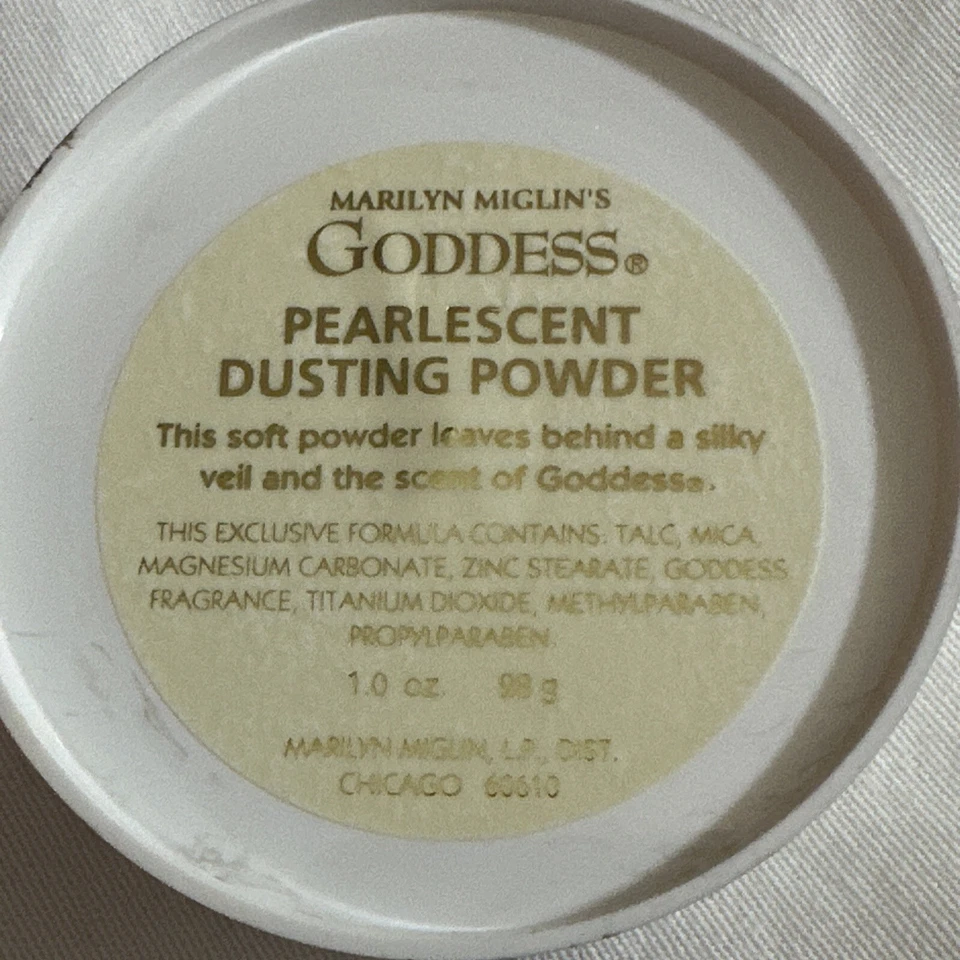 MARILYN MIGLIN'S
GODDESS®
PEARLESCENT
DUSTING POWDER
This soft powder leaves behind a silky
veil and the scent of Goddess®.
THIS EXCLUSIVE FORMULA CONTAINS: TALC, MICA,
MAGNESIUM CARBONATE, ZINC STEARATE, GODDESS
FRAGRANCE, TITANIUM DIOXIDE, METHYLPARABEN,
PROPYLPARABEN.
1.0 oz. g
MARILYN MIGLIN, L.P., DIST.
CHICAGO 60610